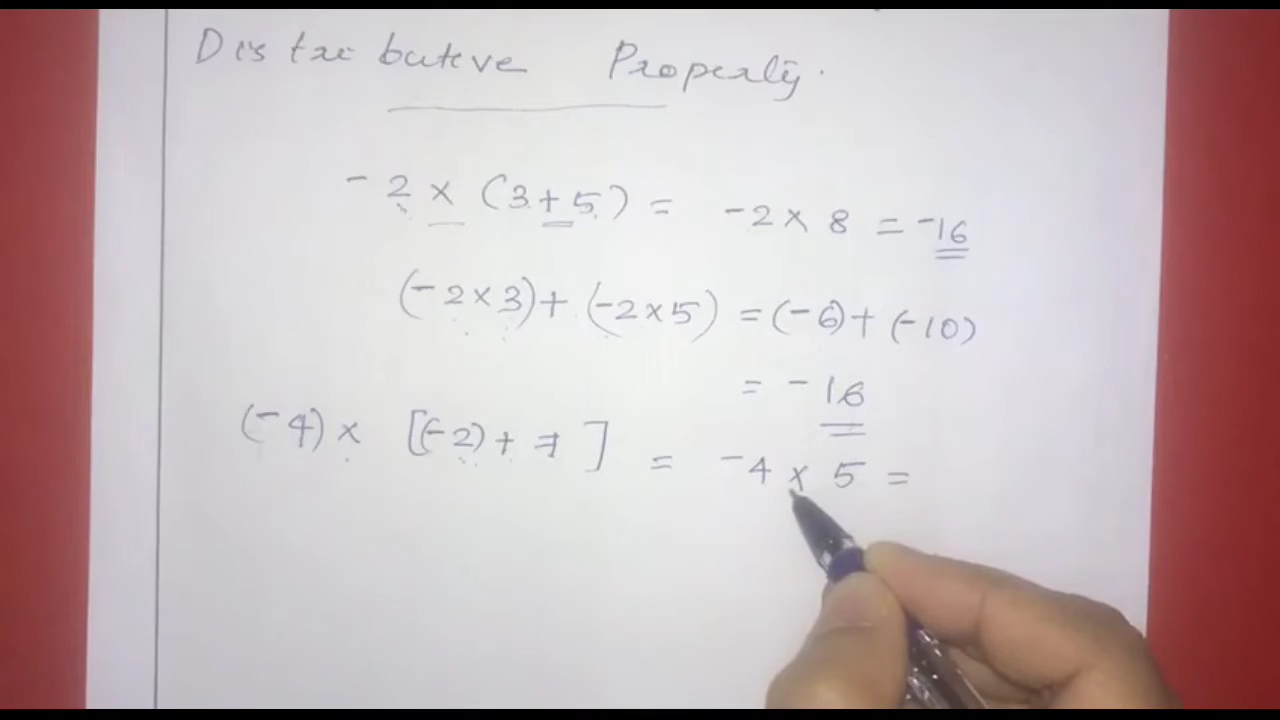 Distributive Property.
-2 × (3+5) = -2 × 8 = -16
(-2×3)+(-2×5) = (-6)+(-10)
= -16
(-4) × [(-2)+7] = -4 × 5 =